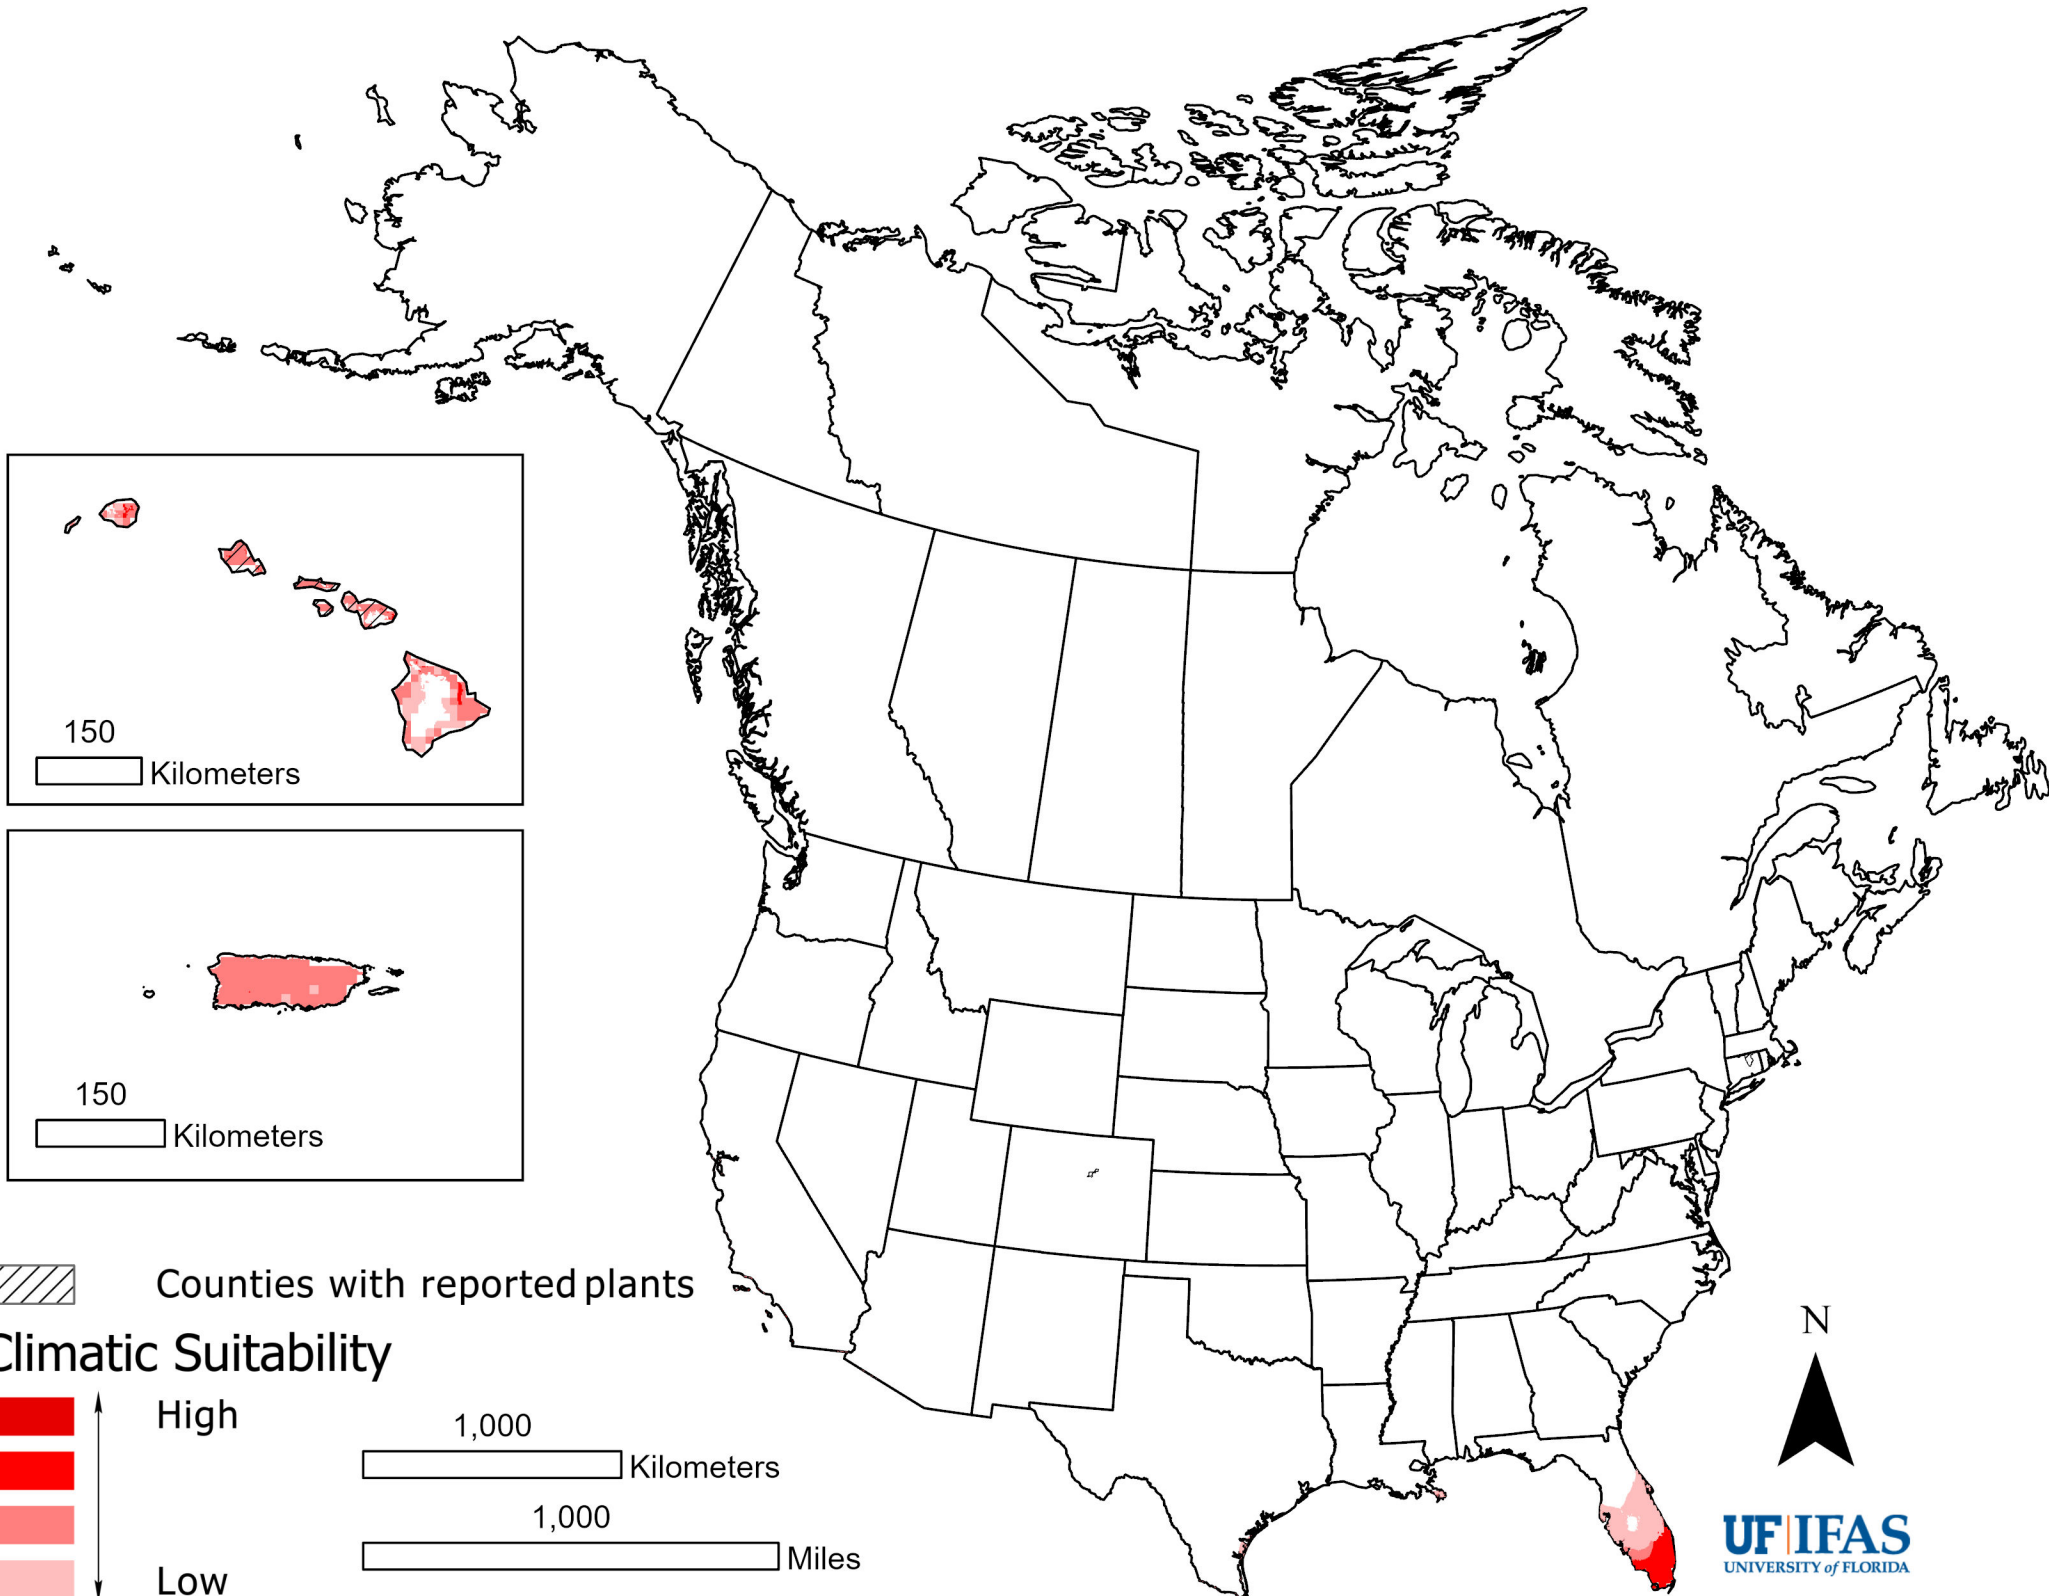 150
Kilometers
150
Kilometers
Counties with reported plants
Climatic Suitability
High
Low
1,000
Kilometers
1,000
Miles
N
UF|IFAS
UNIVERSITY of FLORIDA